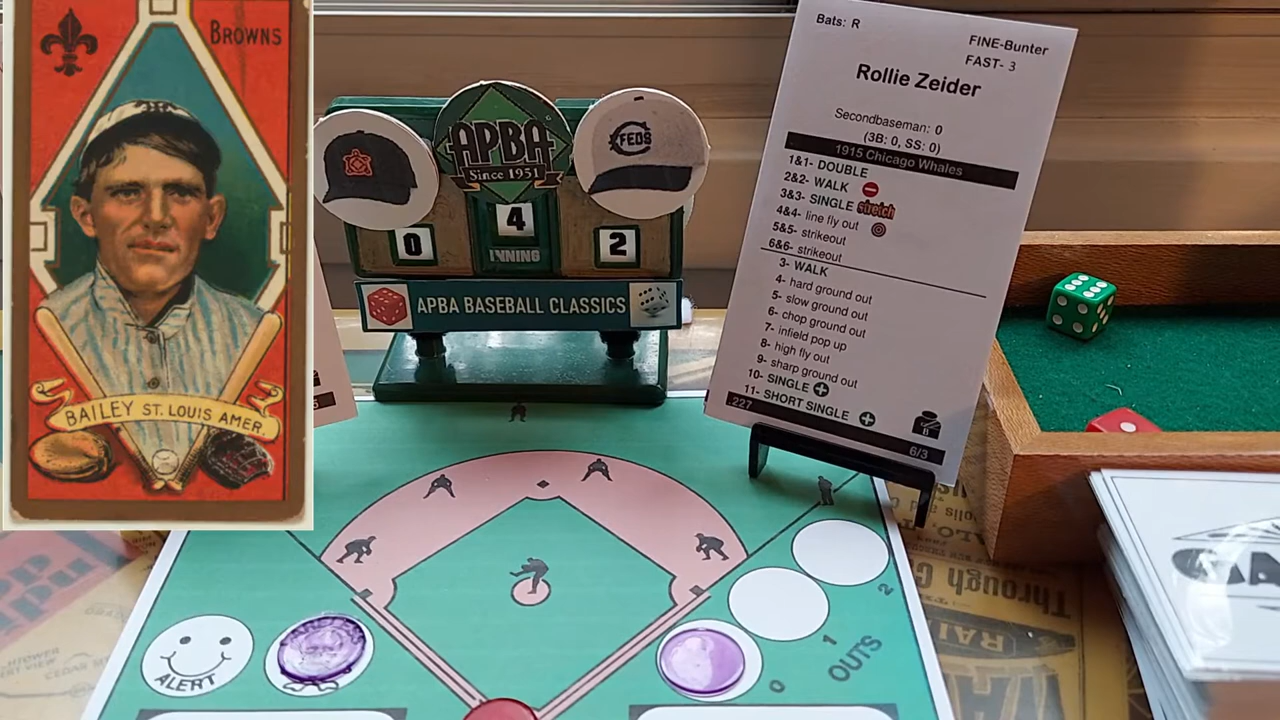 BROWNS
BAILEY ST. LOUIS AMER.
APBA
Since 1951
FEDS
0
4
2
INNING
APBA BASEBALL CLASSICS
Bats: R
FINE-Bunter
FAST- 3
Rollie Zeider
Secondbaseman: 0
(3B: 0, SS: 0)
1915 Chicago Whales
1&1- DOUBLE
2&2- WALK
3&3- SINGLE stretch
4&4- line fly out
5&5- strikeout
6&6- strikeout
3- WALK
4- hard ground out
5- slow ground out
6- chop ground out
7- infield pop up
8- high fly out
9- sharp ground out
10- SINGLE
11- SHORT SINGLE
.227
B
6/3
5
ALERT
0
1
2
OUTS
Through